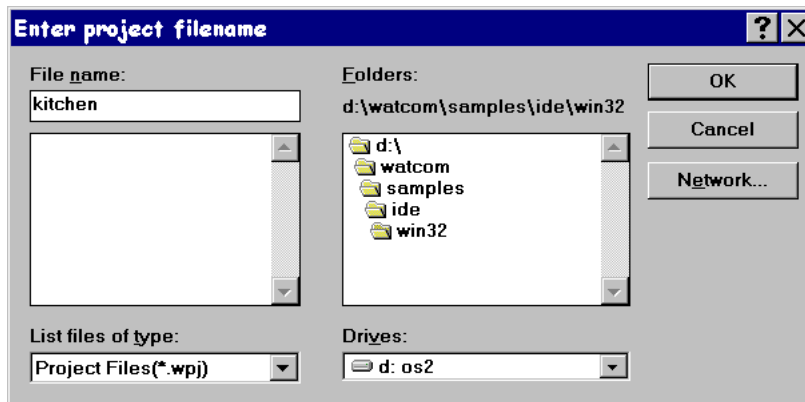 Enter project filename
File name:
kitchen
Folders:
d:\watcom\samples\ide\win32
d:\
watcom
samples
ide
win32
OK
Cancel
Network...
List files of type:
Project Files(*.wpj)
Drives:
d: os2